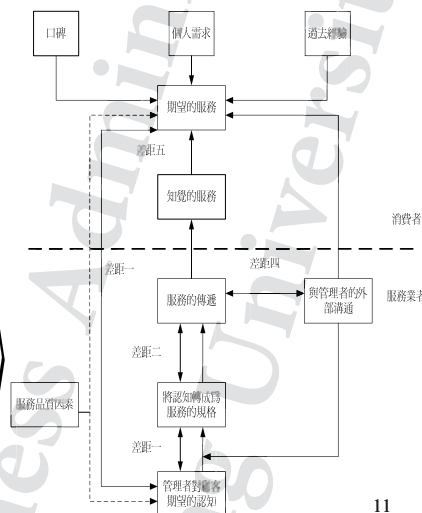 口碑
個人需求
過去經驗
期望的服務
差距五
知覺的服務
消費者
差距一
差距四
服務的傳遞
與管理者的外
部溝通
服務業者
差距二
服務品質因素
將認知轉成為
服務的規格
差距一
管理者對顧客
期望的認知
11